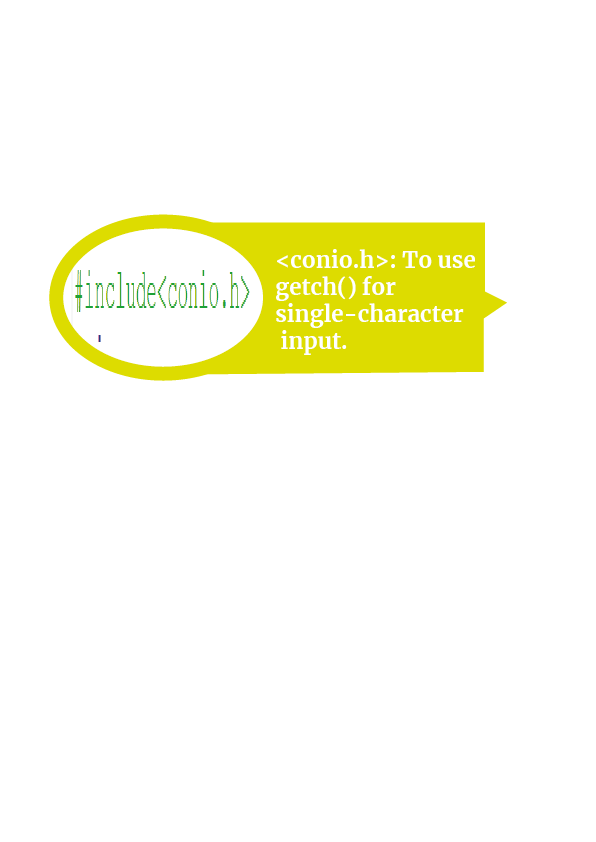 #include<conio.h>
<conio.h>: To use
getch() for
single-character
input.